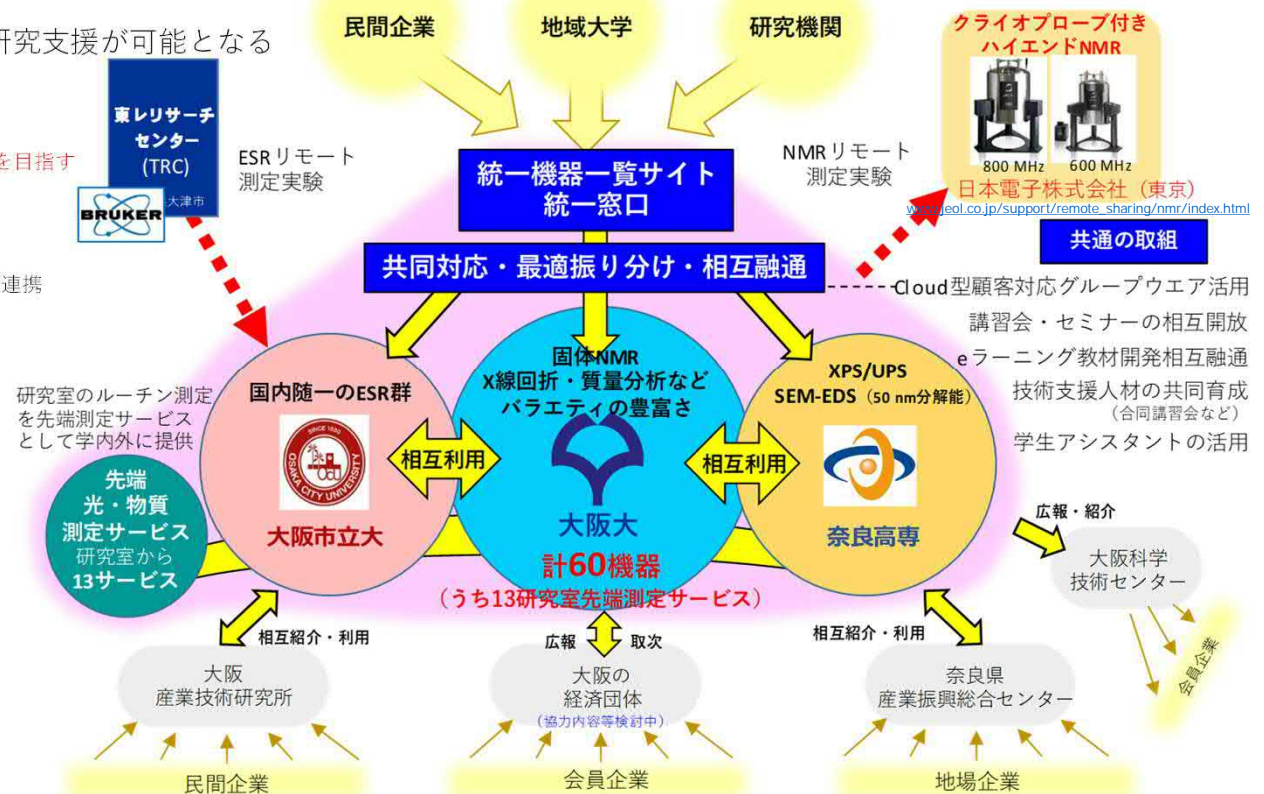 民間企業
地域大学
研究機関
研究支援が可能となる
クライオプローブ付き
ハイエンドNMR
800 MHz
600 MHz
日本電子株式会社（東京）
www.jeol.co.jp/support/remote_sharing/nmr/index.html
東レリサーチ
センター
(TRC)
大津市
BRUKER
を目指す
ESRリモート
測定実験
統一機器一覧サイト
統一窓口
NMRリモート
測定実験
共同対応・最適振り分け・相互融通
連携
共通の取組
Cloud型顧客対応グループウエア活用
講習会・セミナーの相互開放
eラーニング教材開発相互融通
技術支援人材の共同育成
（合同講習会など）
学生アシスタントの活用
研究室のルーチン測定
を先端測定サービス
として学内外に提供
先端
光・物質
測定サービス
研究室から
13サービス
国内随一のESR群
SINCE 1880
OCU
OSAKA CITY UNIVERSITY
大阪市立大
相互利用
固体NMR
X線回折・質量分析など
バラエティの豊富さ
大阪大
計60機器
（うち13研究室先端測定サービス）
相互利用
XPS/UPS
SEM-EDS（50 nm分解能）
奈良高専
広報・紹介
大阪科学
技術センター
会員企業
相互紹介・利用
大阪
産業技術研究所
民間企業
広報
取次
大阪の
経済団体
（協力内容等検討中）
会員企業
相互紹介・利用
奈良県
産業振興総合センター
地場企業